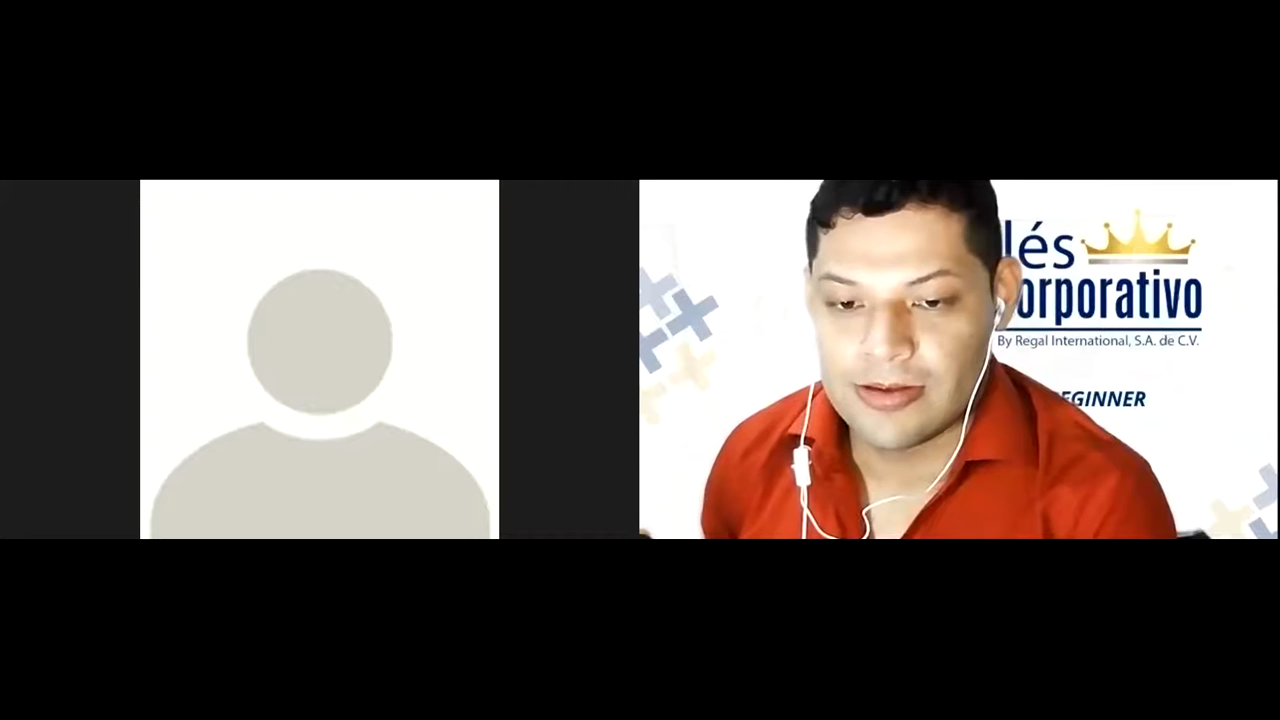 lés
orporativo
By Regal International, S.A. de C.V.
EGINNER